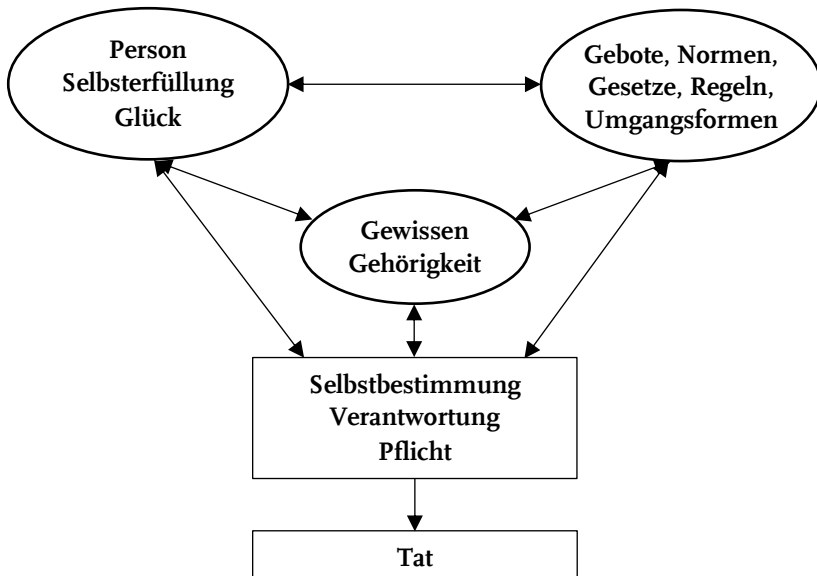 Person
Selbsterfüllung
Glück
Gebote, Normen,
Gesetze, Regeln,
Umgangsformen
Gewissen
Gehörigkeit
Selbstbestimmung
Verantwortung
Pflicht
Tat